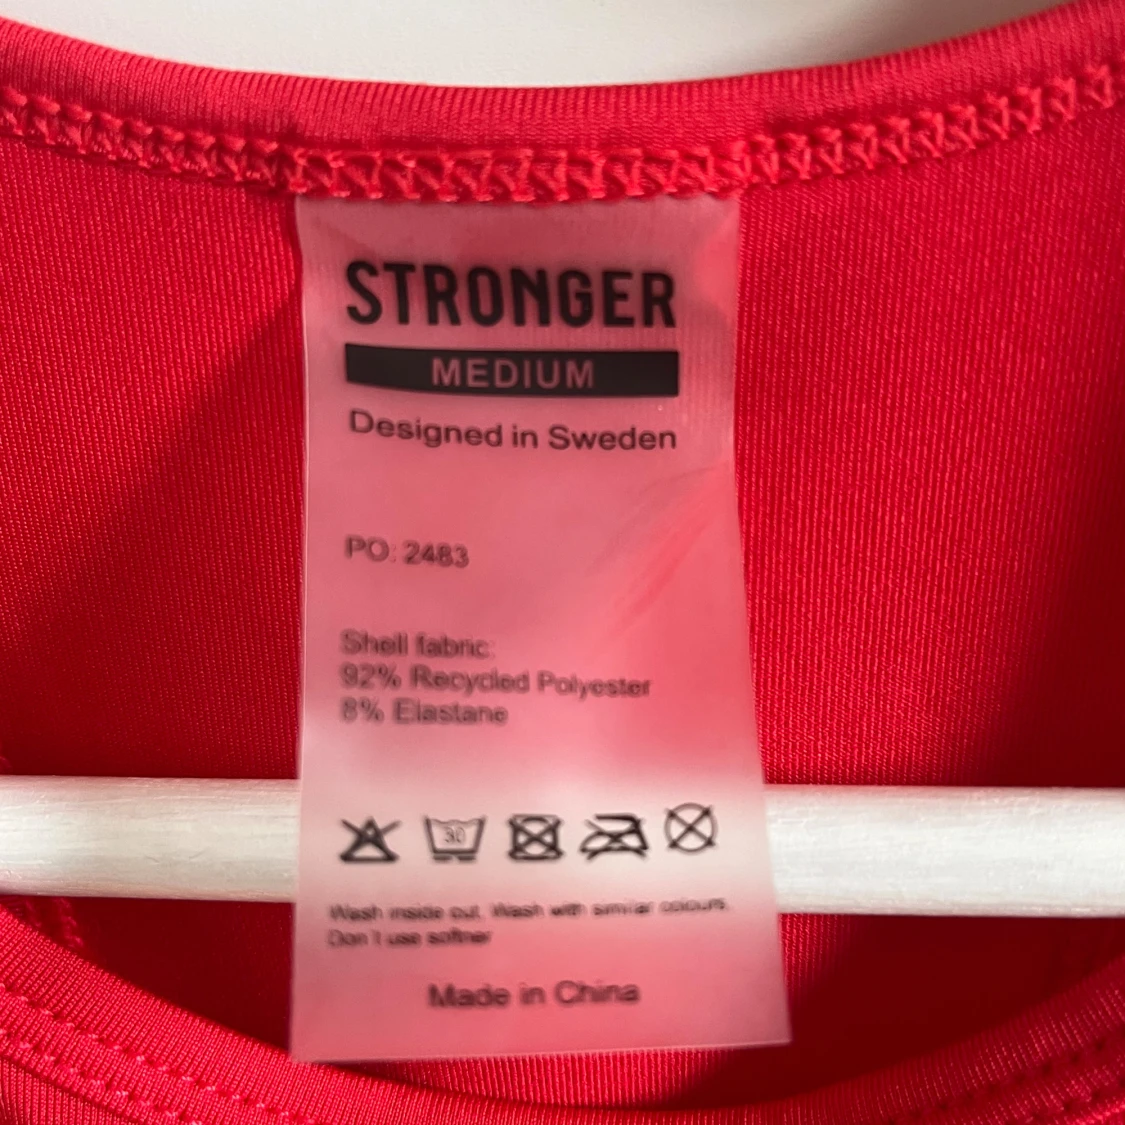 STRONGER
MEDIUM
Designed in Sweden
PO: 2483
Shell fabric:
92% Recycled Polyester
8% Elastane
30
Wash inside out. Wash with similar colours.
Don't use softner
Made in China